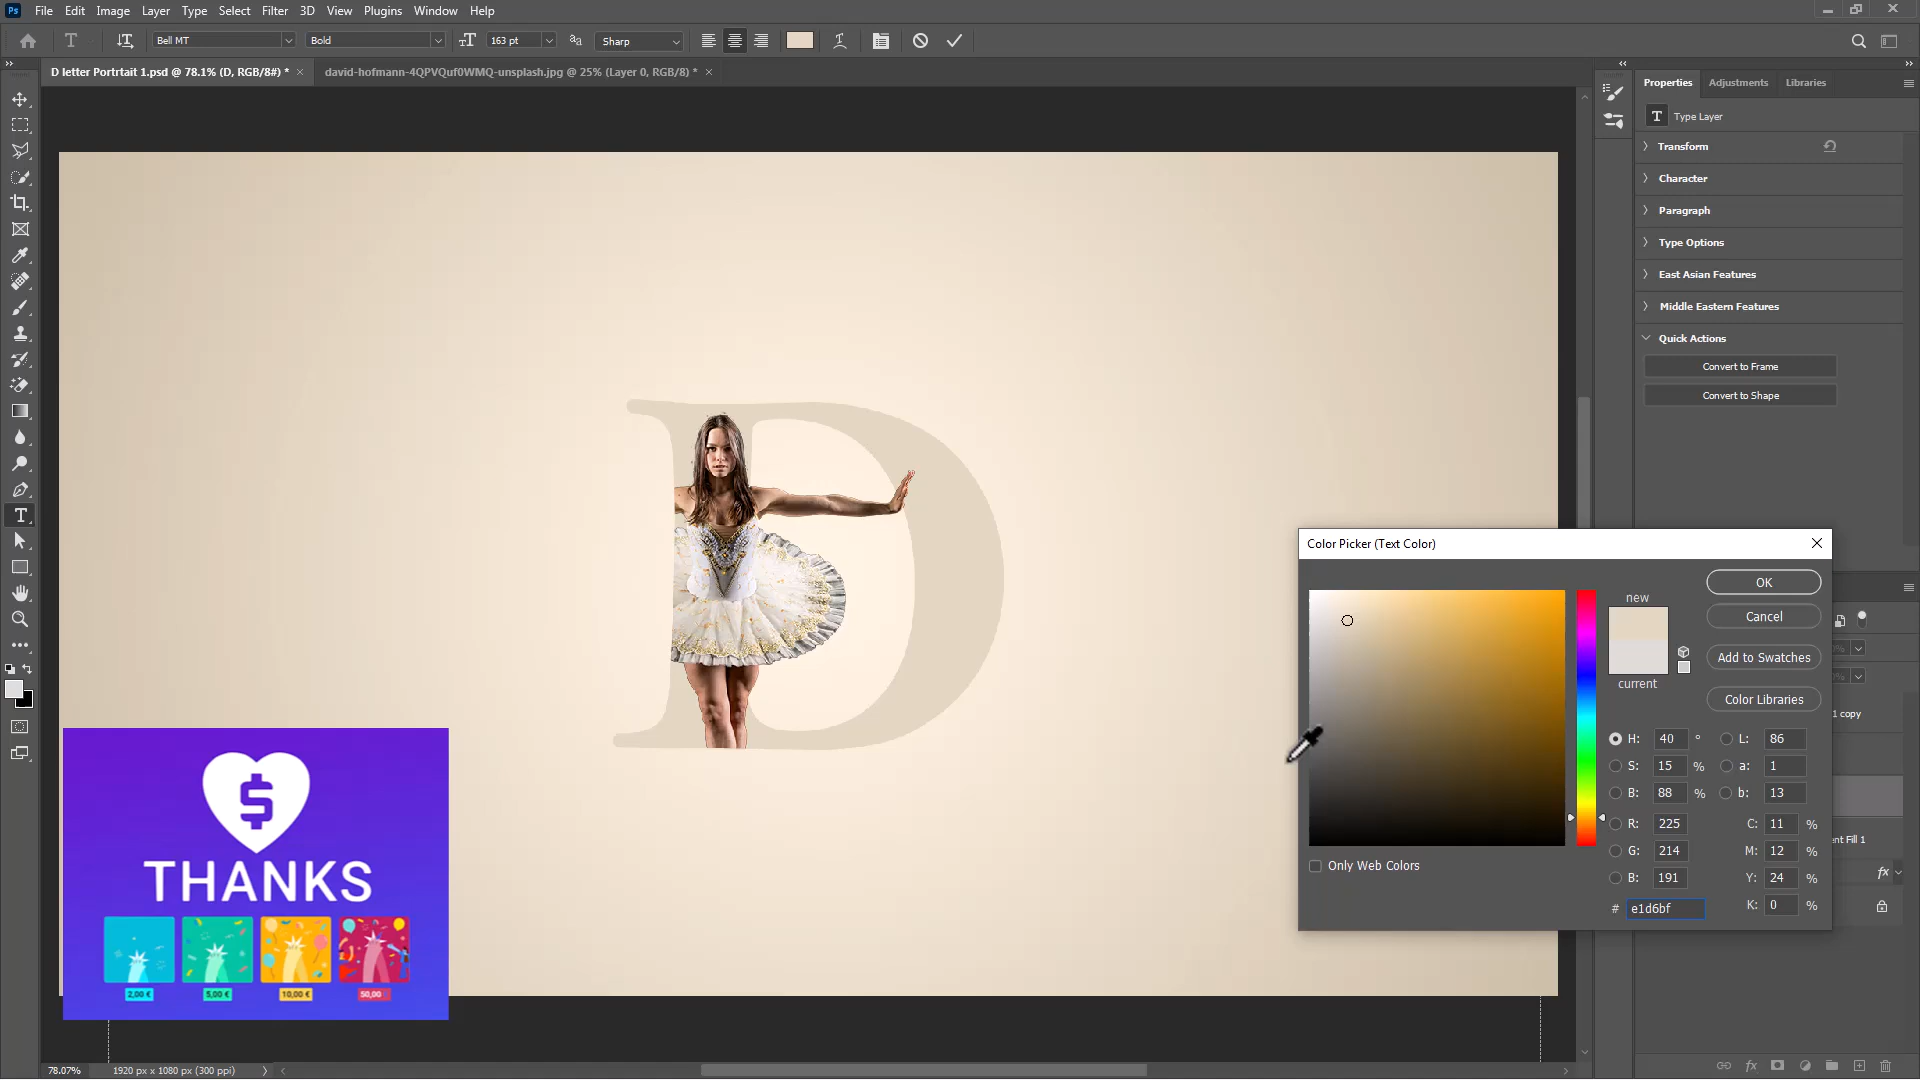 Ps File Edit Image Layer Type Select Filter 3D View Plugins Window Help
Bell MT Bold 163 pt Sharp
D letter Portrtait 1.psd @ 78.1% (D, RGB/8#) * × david-hofmann-4QPVQuf0WMQ-unsplash.jpg @ 25% (Layer 0, RGB/8) * ×
Properties Adjustments Libraries
T Type Layer
Transform
Character
Paragraph
Type Options
East Asian Features
Middle Eastern Features
Quick Actions
Convert to Frame
Convert to Shape
D
Color Picker (Text Color)
new
current
OK
Cancel
Add to Swatches
Color Libraries
H: 40 ° L: 86
S: 15 % a: 1
B: 88 % b: 13
R: 225 C: 11 %
G: 214 M: 12 %
B: 191 Y: 24 %
# e1d6bf K: 0 %
Only Web Colors
1 copy
ent Fill 1
fx
$
THANKS
2,00 € 5,00 € 10,00 € 50,00
78.07% 1920 px x 1080 px (300 ppi)
fx